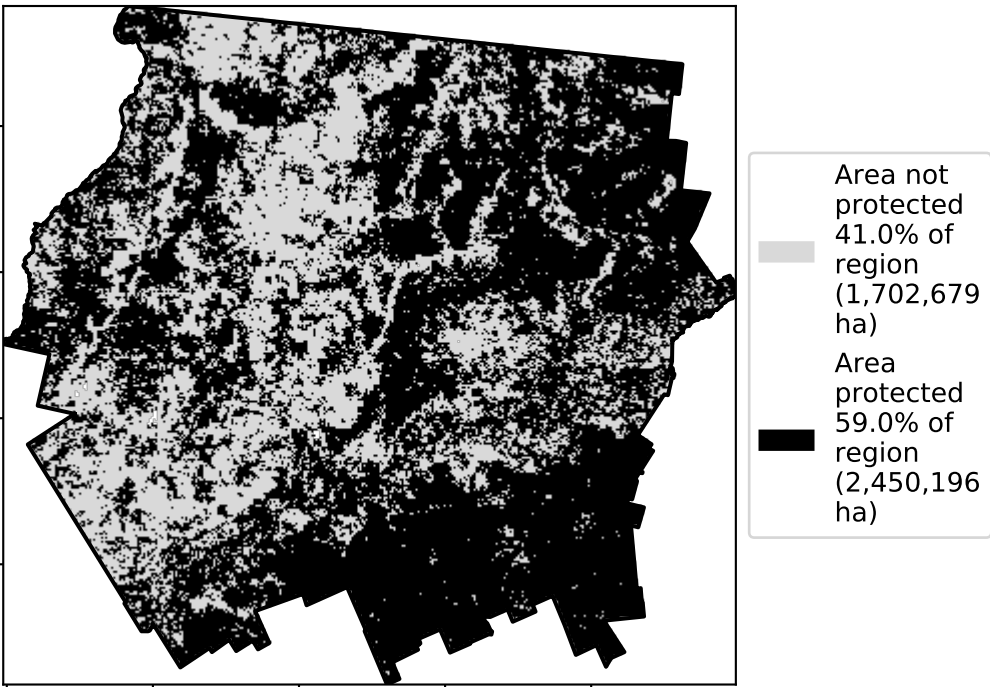 Area not
protected
41.0% of
region
(1,702,679
ha)
Area
protected
59.0% of
region
(2,450,196
ha)